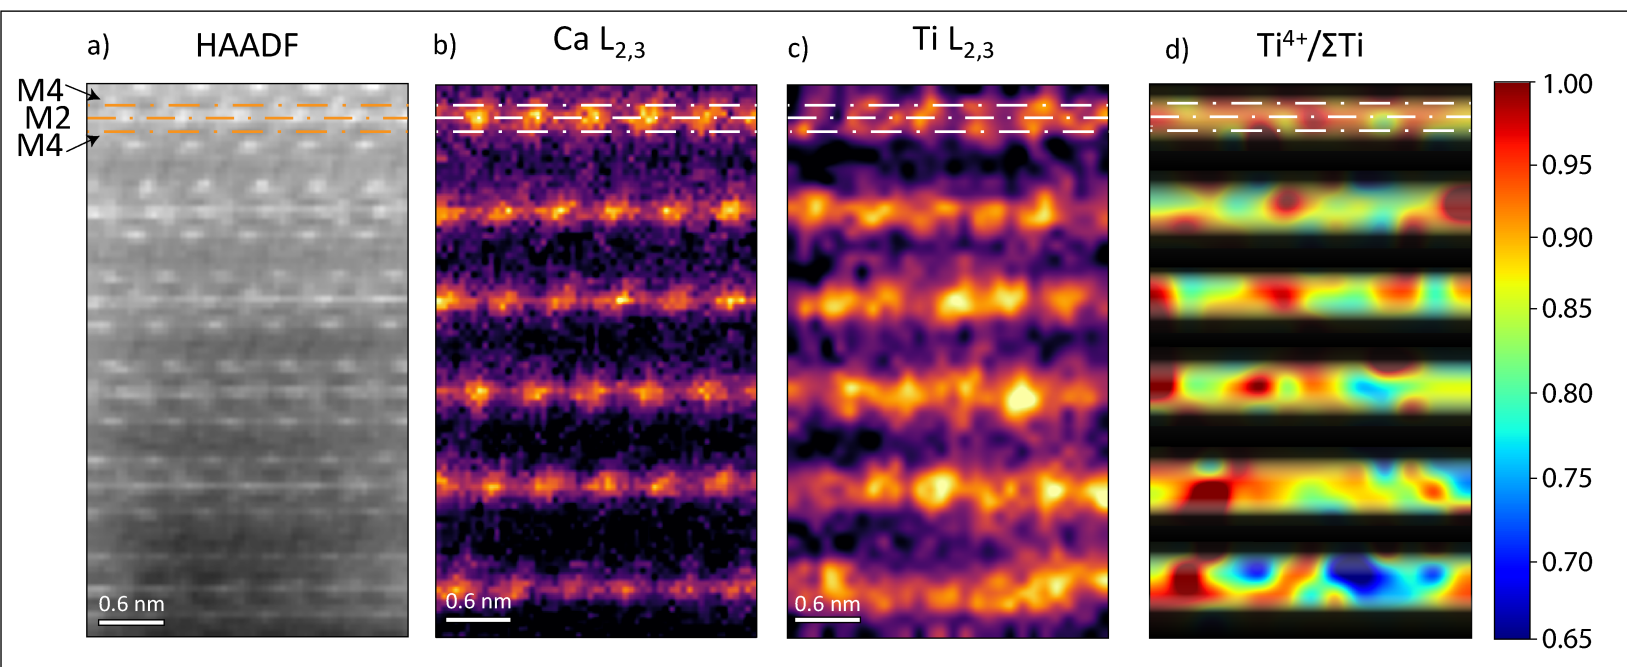 a) HAADF
b) Ca L2,3
c) Ti L2,3
d) Ti4+/ΣTi
M4
M2
M4
0.6 nm
0.6 nm
0.6 nm
1.00
0.95
0.90
0.85
0.80
0.75
0.70
0.65